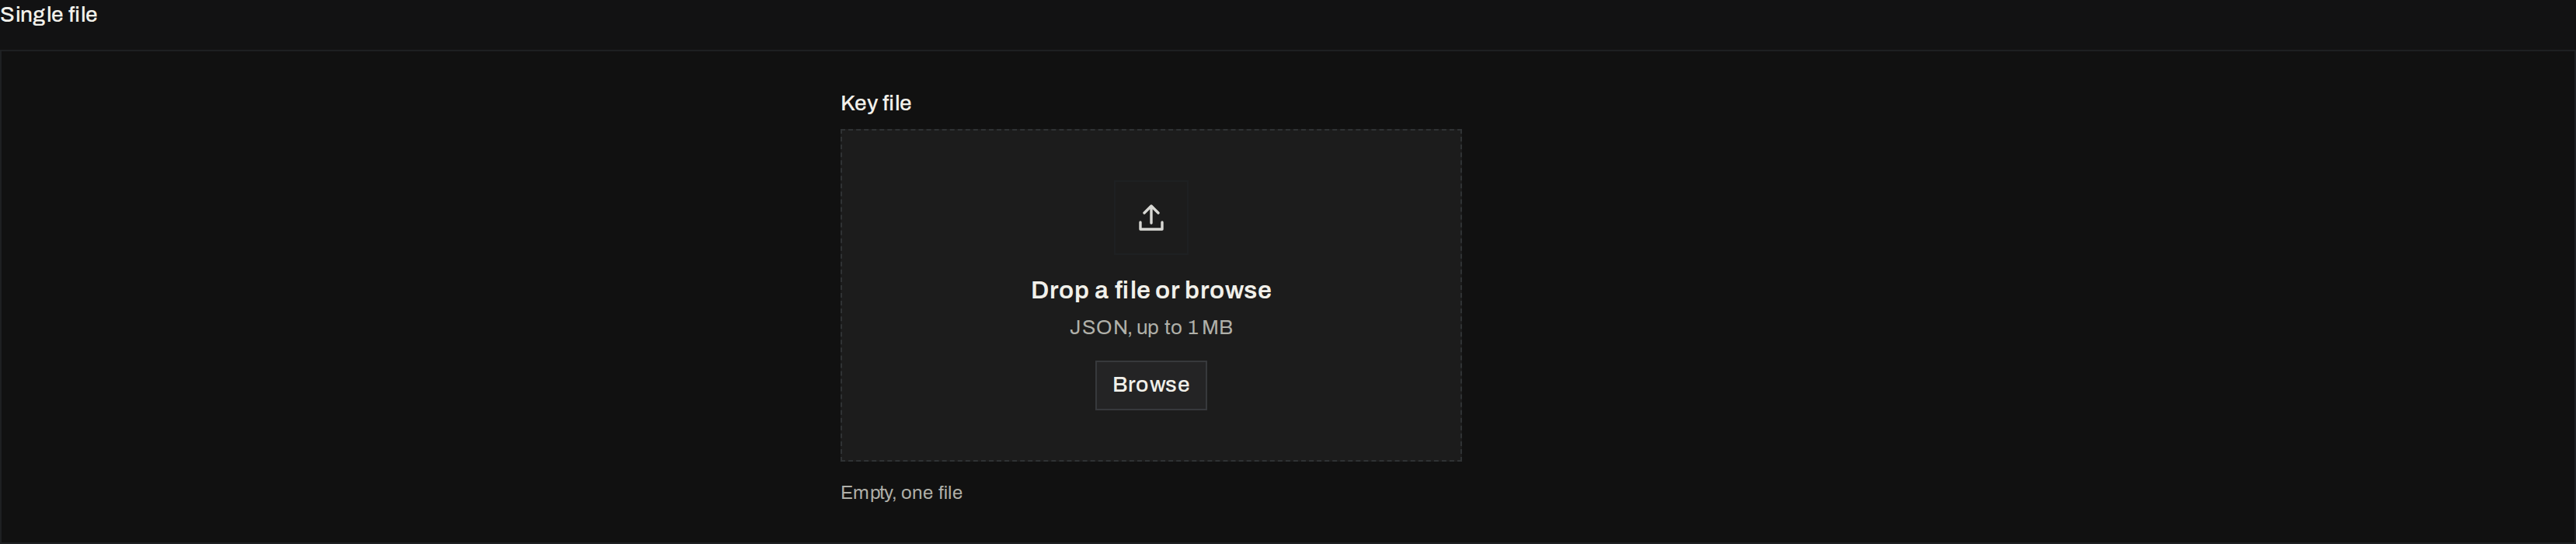 Single file
Key file
Drop a file or browse
JSON, up to 1 MB
Browse
Empty, one file